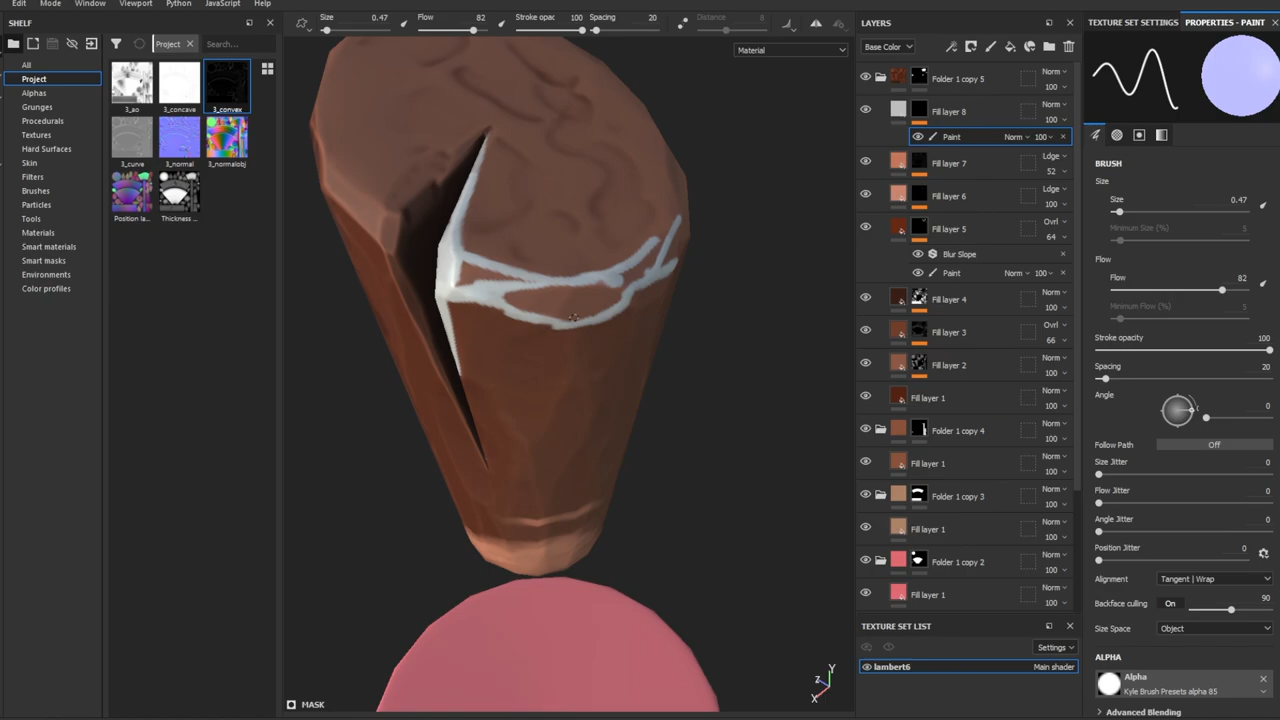 Edit Mode Window Viewport Python JavaScript Help
SHELF
Project
Search...
All
Project
Alphas
Grunges
Procedurals
Textures
Hard Surfaces
Skin
Filters
Brushes
Particles
Tools
Materials
Smart materials
Smart masks
Environments
Color profiles
3_ao 3_concave 3_convex
3_curve 3_normal 3_normalobj
Position la... Thickness ...
Size 0.47 Flow 82 Stroke opac 100 Spacing 20 Distance 8
Material
MASK
Y
Z
X
LAYERS
Base Color
Folder 1 copy 5 Norm 100
Fill layer 8 Norm 100
Paint Norm 100
Fill layer 7 Ldge 52
Fill layer 6 Ldge 100
Fill layer 5 Ovrl 64
Blur Slope
Paint Norm 100
Fill layer 4 Norm 100
Fill layer 3 Ovrl 66
Fill layer 2 Norm 100
Fill layer 1 Norm 100
Folder 1 copy 4 Norm 100
Fill layer 1 Norm 100
Folder 1 copy 3 Norm 100
Fill layer 1 Norm 100
Folder 1 copy 2 Norm 100
Fill layer 1 Norm 100
TEXTURE SET LIST
Settings
lambert6 Main shader
TEXTURE SET SETTINGS PROPERTIES - PAINT
BRUSH
Size
Size 0.47
Minimum Size (%) 5
Flow
Flow 82
Minimum Flow (%) 5
Stroke opacity 100
Spacing 20
Angle
0
Follow Path Off
Size Jitter 0
Flow Jitter 0
Angle Jitter 0
Position Jitter 0
Alignment Tangent | Wrap
Backface culling On 90
Size Space Object
ALPHA
Alpha
Kyle Brush Presets alpha 85
Advanced Blending